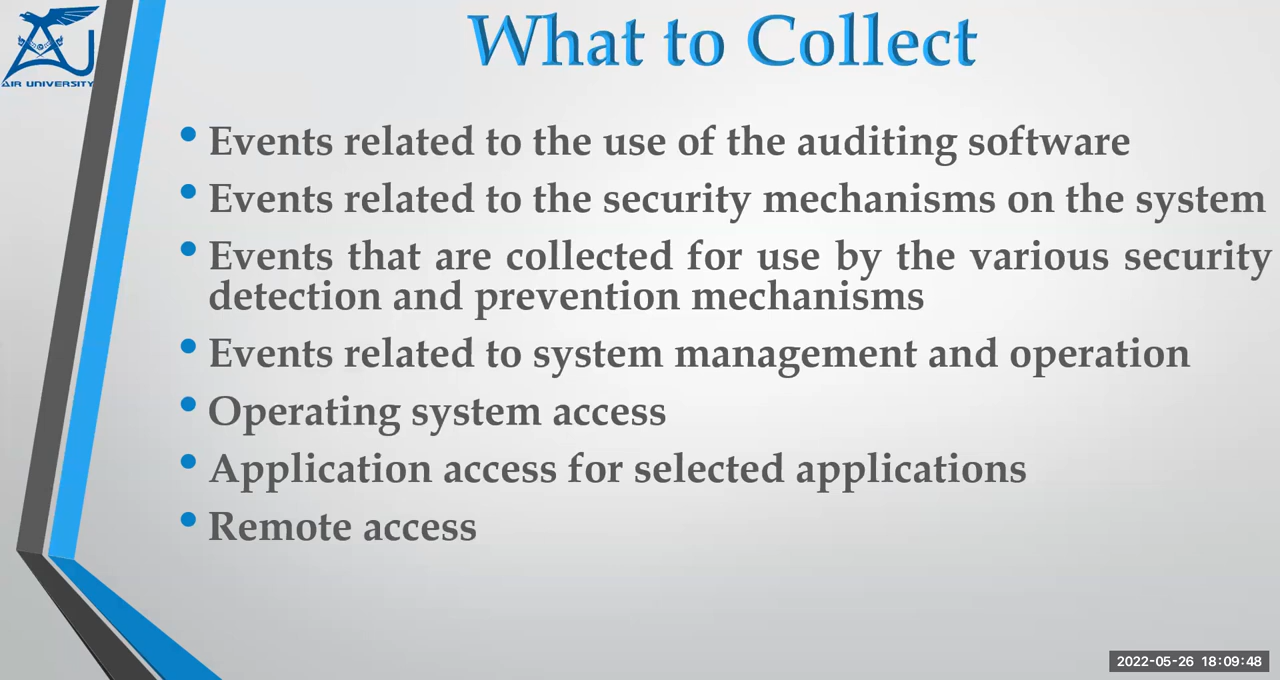 AIR UNIVERSITY
What to Collect
Events related to the use of the auditing software
Events related to the security mechanisms on the system
Events that are collected for use by the various security
detection and prevention mechanisms
Events related to system management and operation
Operating system access
Application access for selected applications
Remote access
2022-05-26 18:09:48